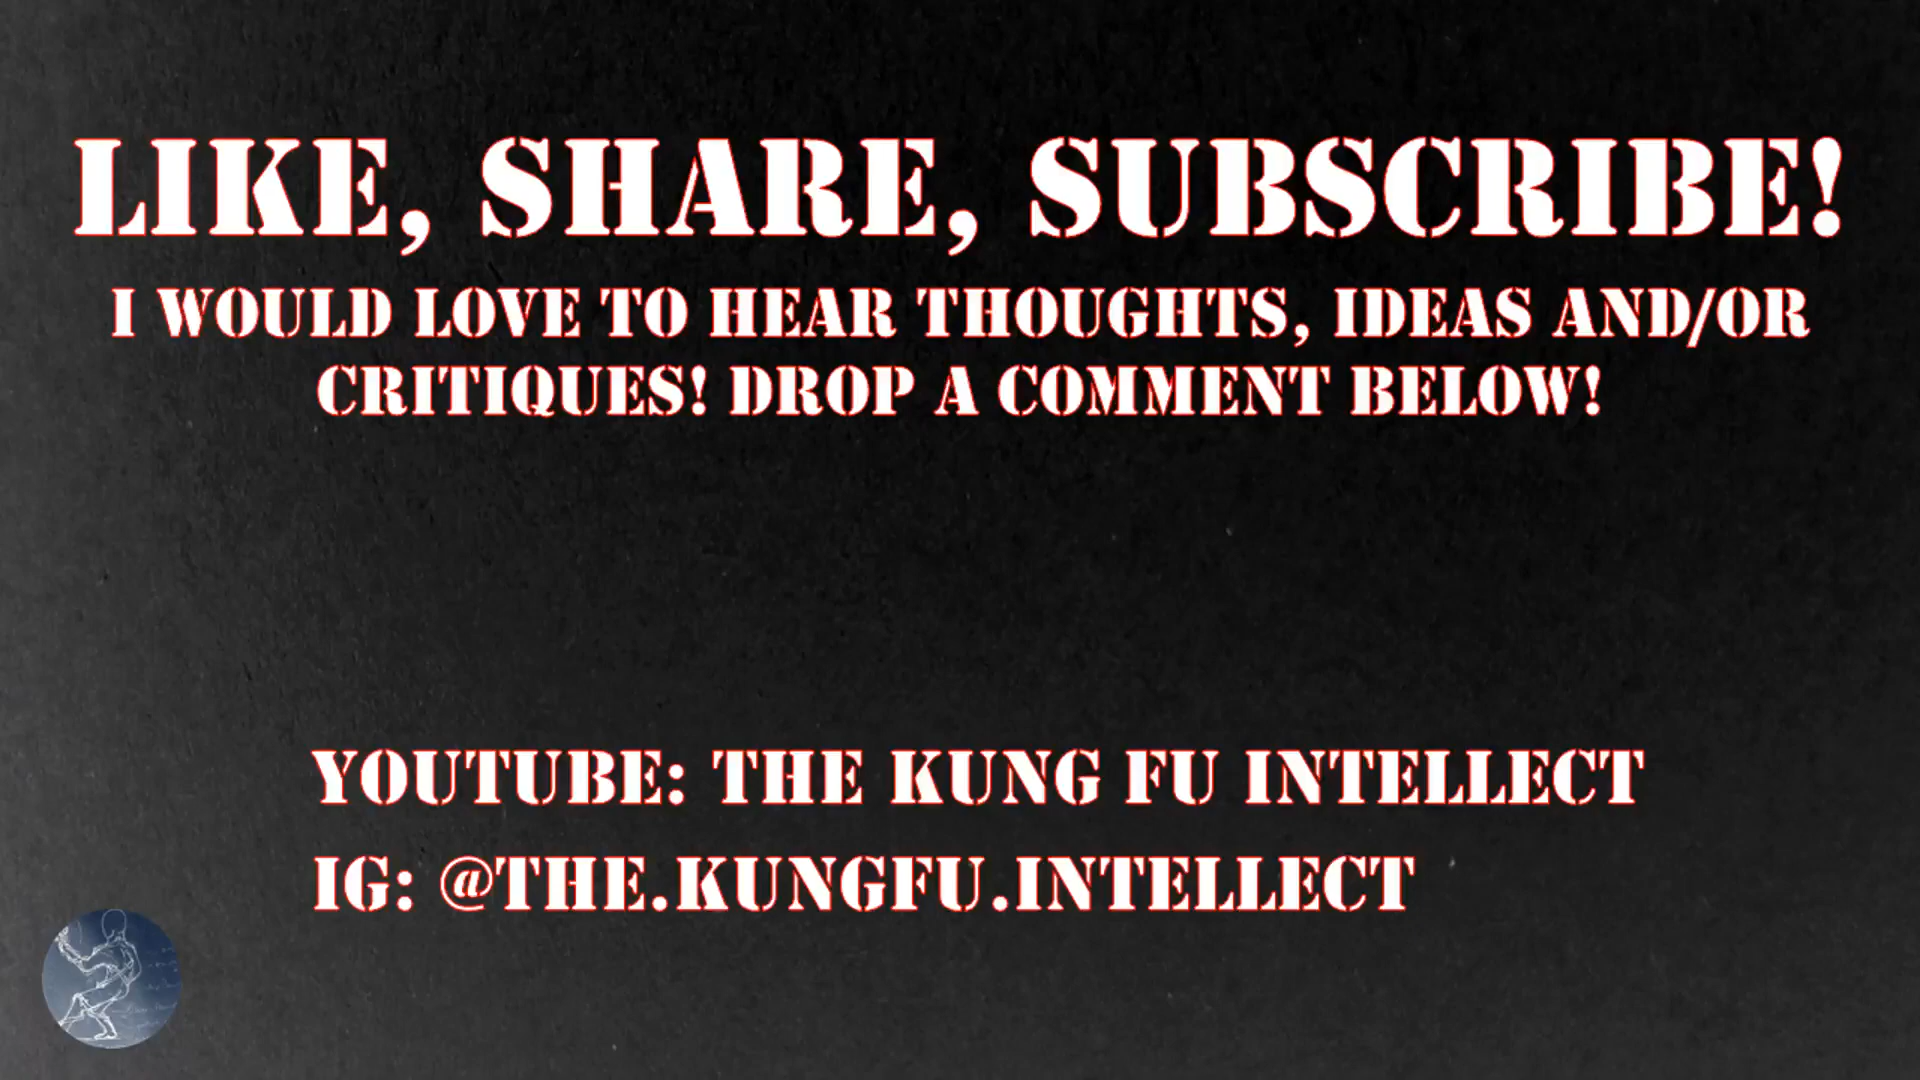 LIKE, SHARE, SUBSCRIBE!
I WOULD LOVE TO HEAR THOUGHTS, IDEAS AND/OR
CRITIQUES! DROP A COMMENT BELOW!
YOUTUBE: THE KUNG FU INTELLECT
IG: @THE.KUNGFU.INTELLECT